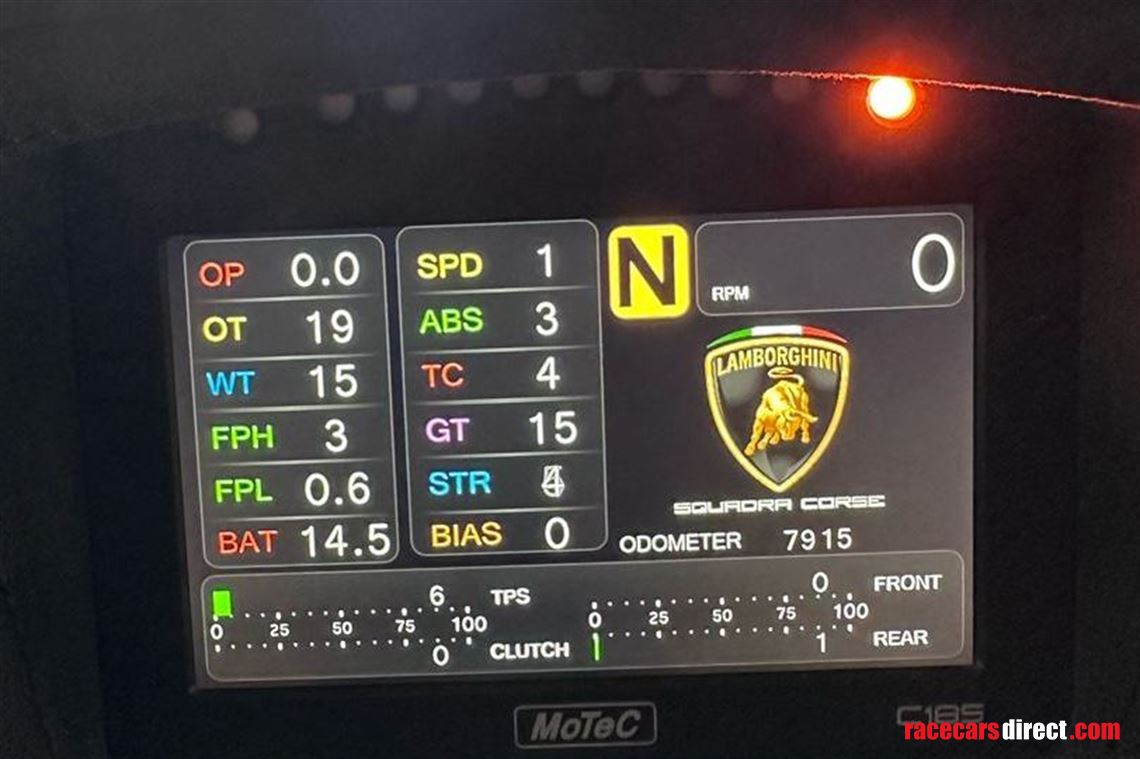 OP 0.0
OT 19
WT 15
FPH 3
FPL 0.6
BAT 14.5
SPD 1
ABS 3
TC 4
GT 15
STR
BIAS 0
N
RPM 0
LAMBORGHINI
SQUADRA CORSE
ODOMETER 7915
6 TPS
0 25 50 75 100
0 CLUTCH
0 FRONT
0 25 50 75 100
1 REAR
MoTeC
C185
racecarsdirect.com